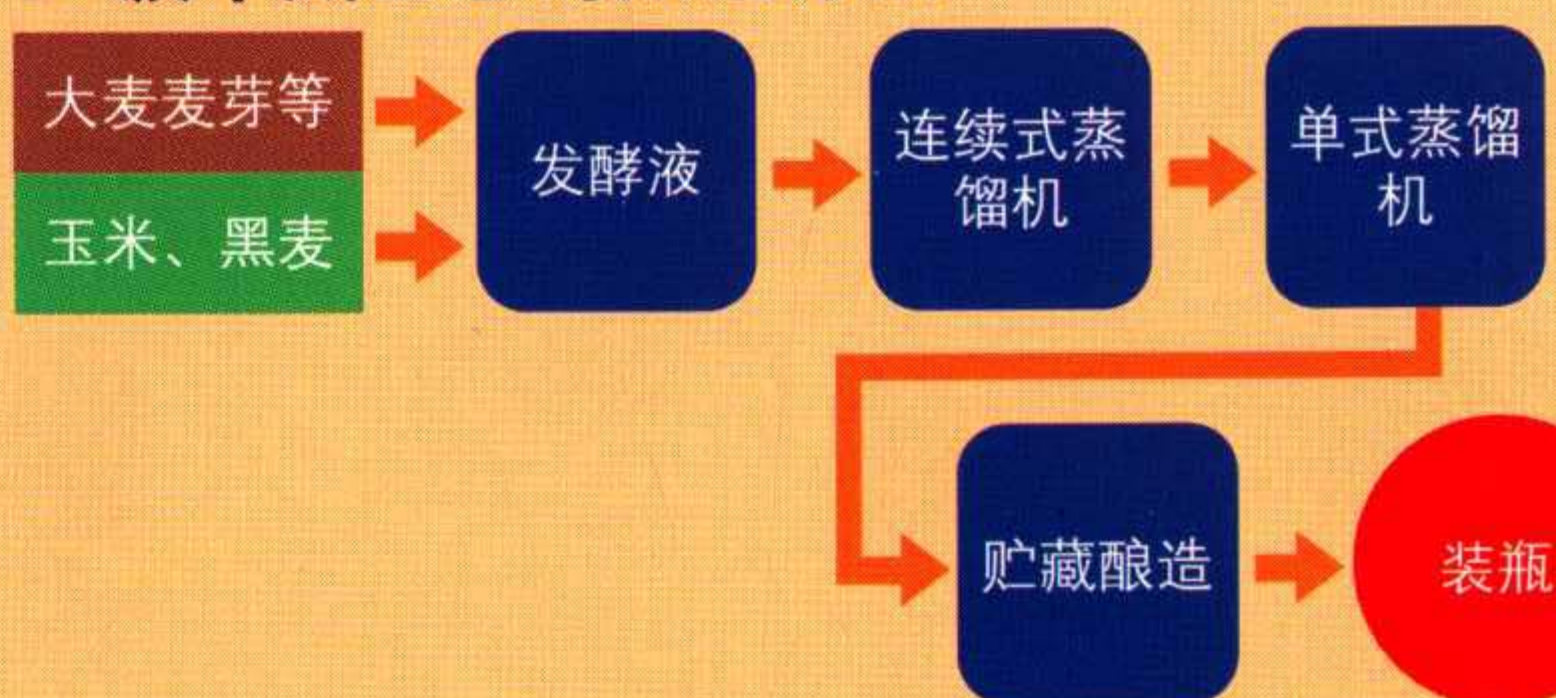 大麦麦芽等
玉米、黑麦
发酵液
连续式蒸
馏机
单式蒸馏
机
贮藏酿造
装瓶